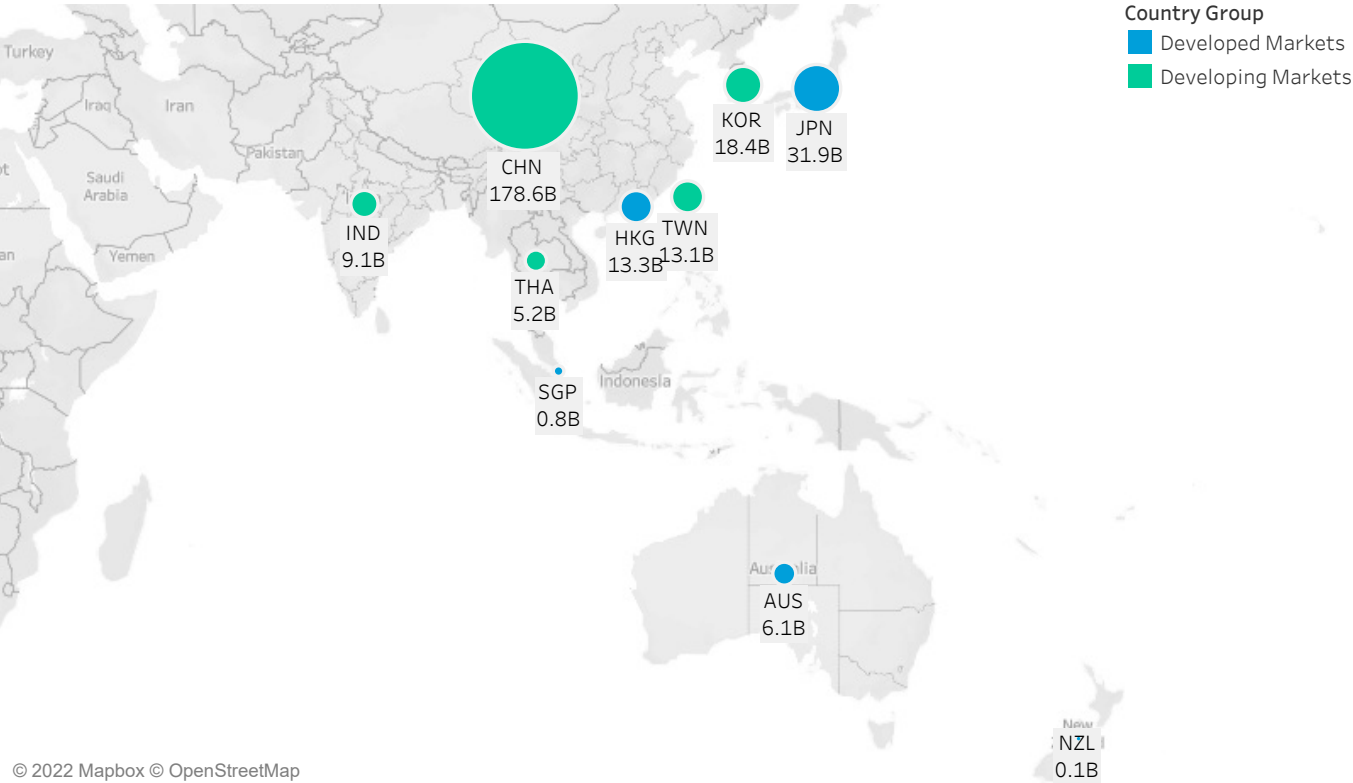 Country Group
Developed Markets
Developing Markets
Turkey
Iraq
Iran
Pakistan
Saudi
Arabia
Yemen
an
CHN
178.6B
KOR
18.4B
JPN
31.9B
IND
9.1B
HKG
13.3B
TWN
13.1B
THA
5.2B
SGP
0.8B
Indonesia
AUS
6.1B
New
NZL
0.1B
© 2022 Mapbox © OpenStreetMap